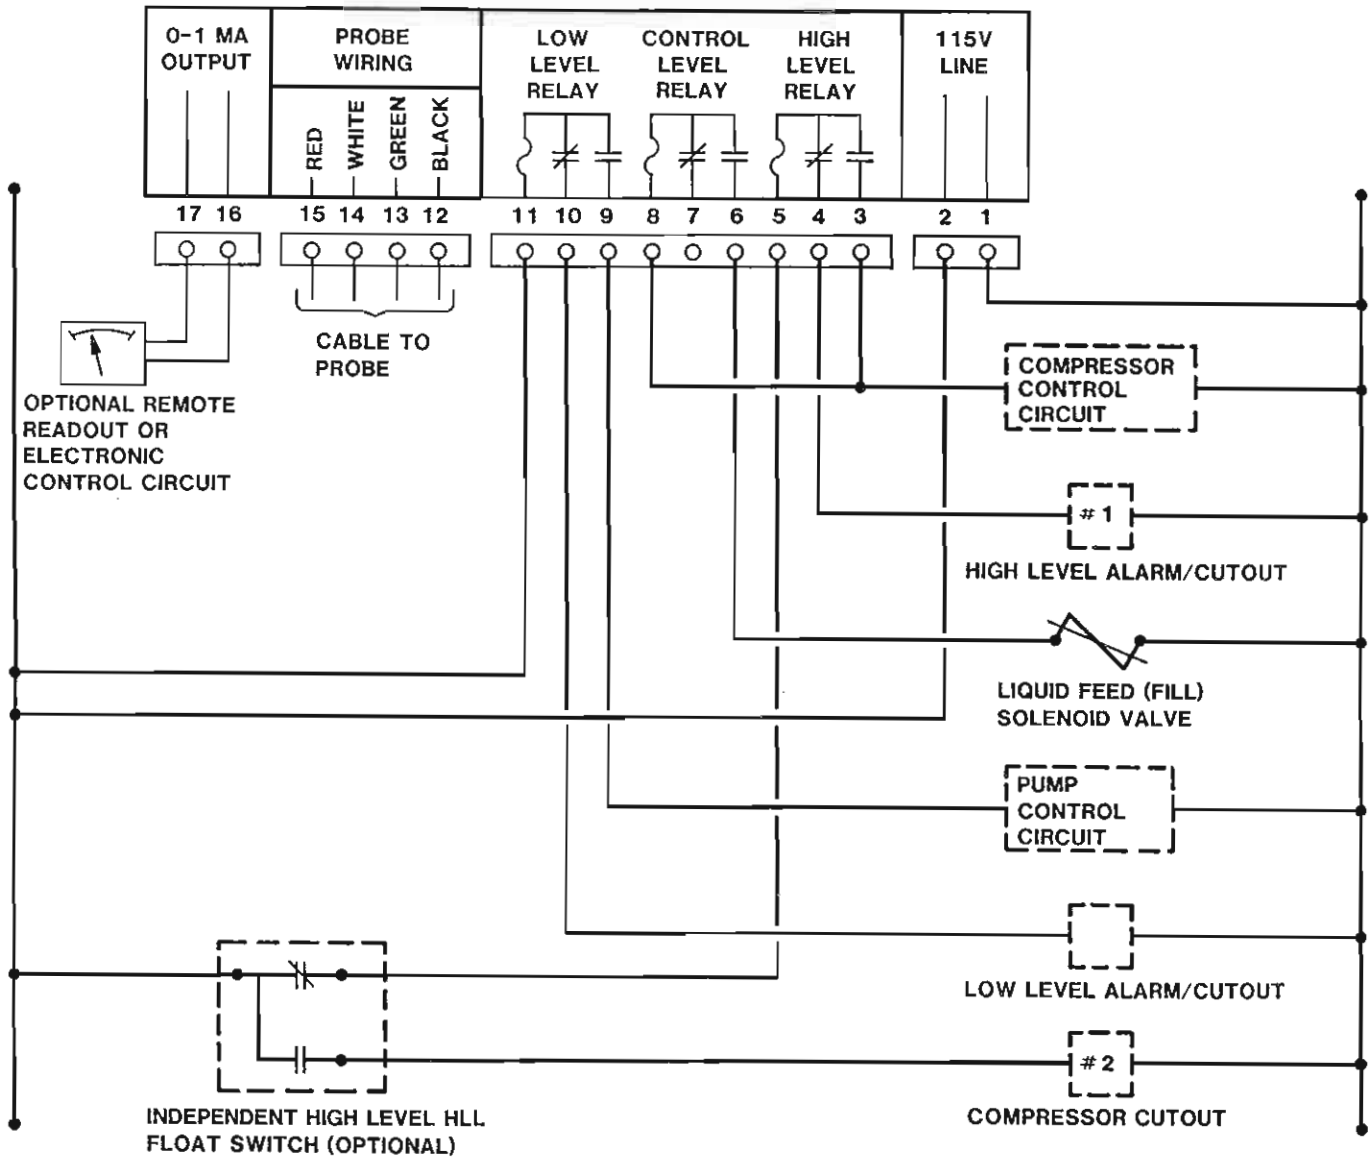 0-1 MA
OUTPUT
PROBE
WIRING
LOW
LEVEL
RELAY
CONTROL
LEVEL
RELAY
HIGH
LEVEL
RELAY
115V
LINE
RED
WHITE
GREEN
BLACK
17 16 15 14 13 12 11 10 9 8 7 6 5 4 3 2 1
CABLE TO
PROBE
OPTIONAL REMOTE
READOUT OR
ELECTRONIC
CONTROL CIRCUIT
COMPRESSOR
CONTROL
CIRCUIT
#1
HIGH LEVEL ALARM/CUTOUT
LIQUID FEED (FILL)
SOLENOID VALVE
PUMP
CONTROL
CIRCUIT
LOW LEVEL ALARM/CUTOUT
#2
COMPRESSOR CUTOUT
INDEPENDENT HIGH LEVEL HLL
FLOAT SWITCH (OPTIONAL)